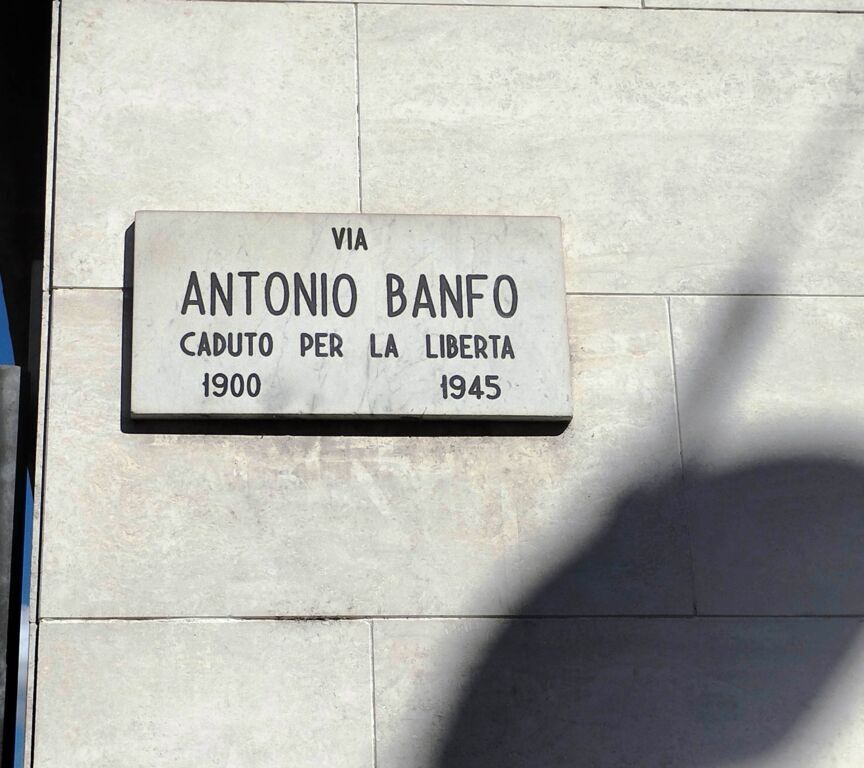 VIA
ANTONIO BANFO
CADUTO PER LA LIBERTA
1900 1945